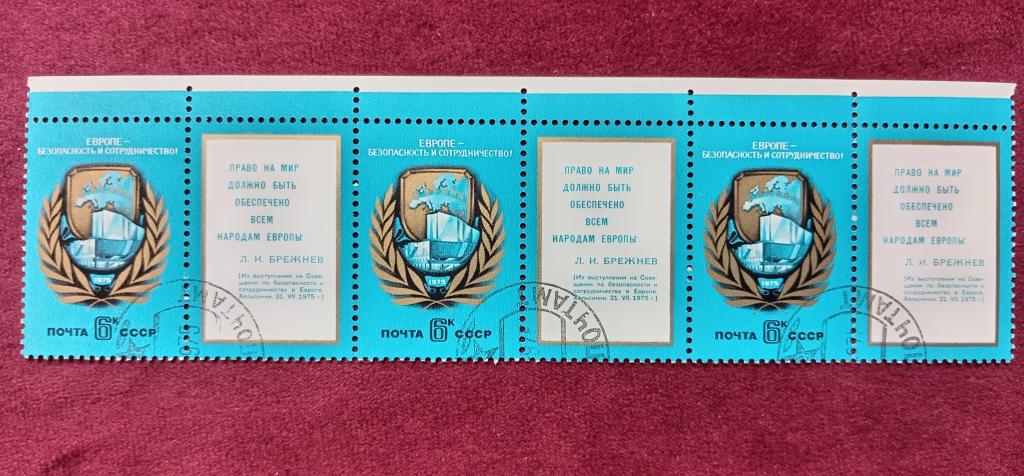 ЕВРОПЕ –
БЕЗОПАСНОСТЬ И СОТРУДНИЧЕСТВО!
1975
ПОЧТА 6К СССР
„ПРАВО НА МИР
ДОЛЖНО БЫТЬ
ОБЕСПЕЧЕНО
ВСЕМ
НАРОДАМ ЕВРОПЫ“.
Л. И. БРЕЖНЕВ
(Из выступления на Сове-
щании по безопасности и
сотрудничеству в Европе.
Хельсинки. 31. VII. 1975 г.)
ПОЧТАМТ
ЕВРОПЕ –
БЕЗОПАСНОСТЬ И СОТРУДНИЧЕСТВО!
1975
ПОЧТА 6К СССР
„ПРАВО НА МИР
ДОЛЖНО БЫТЬ
ОБЕСПЕЧЕНО
ВСЕМ
НАРОДАМ ЕВРОПЫ“.
Л. И. БРЕЖНЕВ
(Из выступления на Сове-
щании по безопасности и
сотрудничеству в Европе.
Хельсинки. 31. VII. 1975 г.)
ПОЧТАМТ
ЕВРОПЕ –
БЕЗОПАСНОСТЬ И СОТРУДНИЧЕСТВО!
1975
ПОЧТА 6К СССР
„ПРАВО НА МИР
ДОЛЖНО БЫТЬ
ОБЕСПЕЧЕНО
ВСЕМ
НАРОДАМ ЕВРОПЫ“.
Л. И. БРЕЖНЕВ
(Из выступления на Сове-
щании по безопасности и
сотрудничеству в Европе.
Хельсинки. 31. VII. 1975 г.)
ПОЧТАМТ